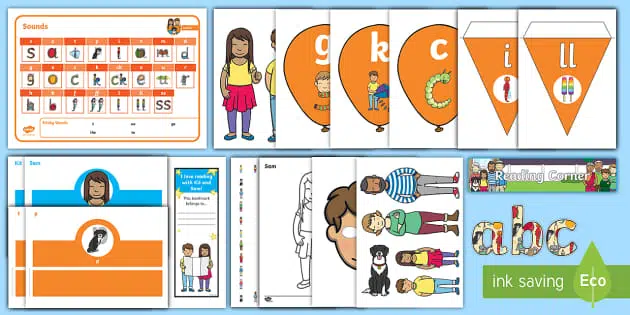 Sounds
g o c k ck e u r
h b f ff l ll ss
Tricky Words
go
the to
g
k
c
i
ll
Kit
Sam
I love reading
with Kit and
Sam!
This bookmark
belongs to...
Sam
Reading Corner
abc
ink saving Eco